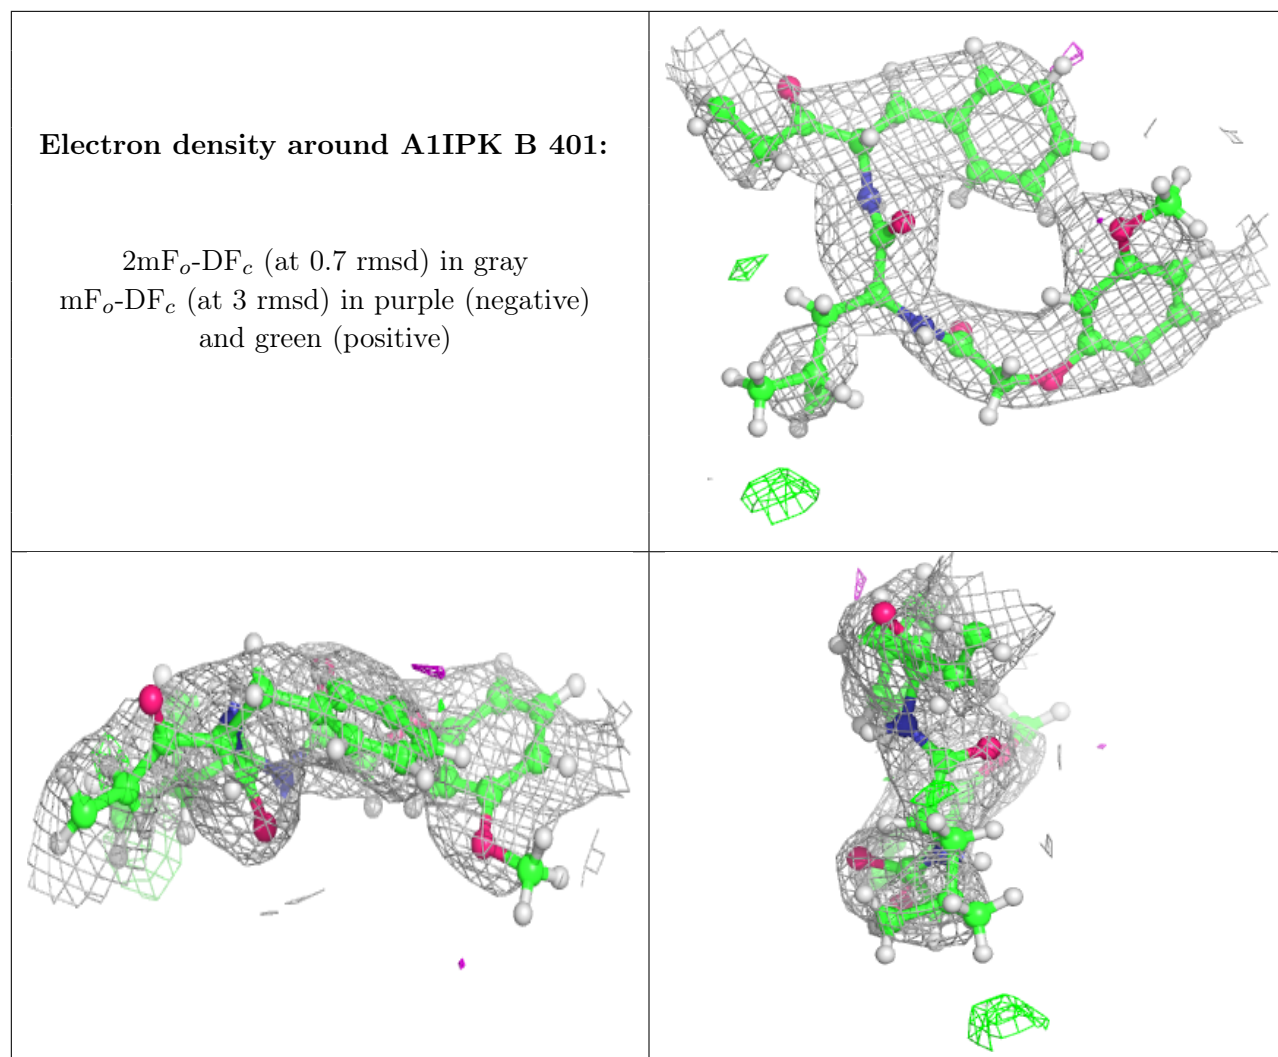 Electron density around A1IPK B 401:
2mFo-DFc (at 0.7 rmsd) in gray
mFo-DFc (at 3 rmsd) in purple (negative)
and green (positive)